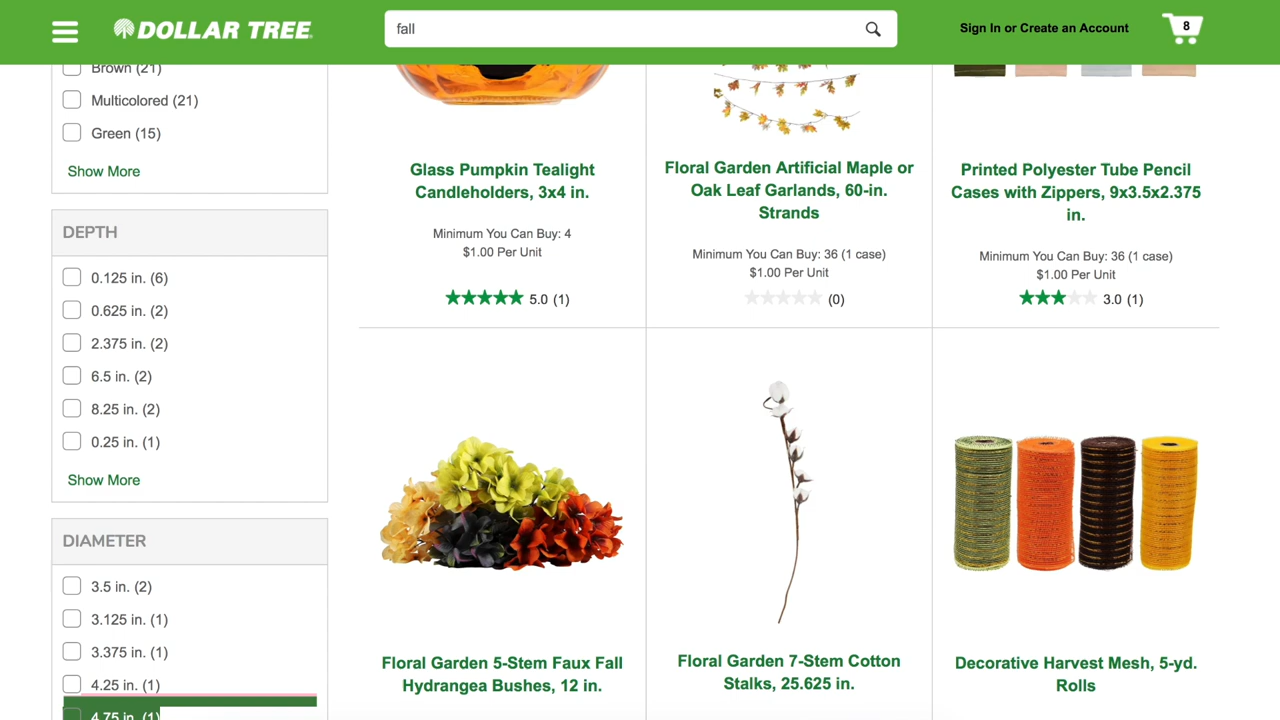 DOLLAR TREE
fall
Sign In or Create an Account
8
Brown (21)
Multicolored (21)
Green (15)
Show More
DEPTH
0.125 in. (6)
0.625 in. (2)
2.375 in. (2)
6.5 in. (2)
8.25 in. (2)
0.25 in. (1)
Show More
DIAMETER
3.5 in. (2)
3.125 in. (1)
3.375 in. (1)
4.25 in. (1)
4.75 in. (1)
Glass Pumpkin Tealight
Candleholders, 3x4 in.
Minimum You Can Buy: 4
$1.00 Per Unit
5.0 (1)
Floral Garden Artificial Maple or
Oak Leaf Garlands, 60-in.
Strands
Minimum You Can Buy: 36 (1 case)
$1.00 Per Unit
(0)
Printed Polyester Tube Pencil
Cases with Zippers, 9x3.5x2.375
in.
Minimum You Can Buy: 36 (1 case)
$1.00 Per Unit
3.0 (1)
Floral Garden 5-Stem Faux Fall
Hydrangea Bushes, 12 in.
Floral Garden 7-Stem Cotton
Stalks, 25.625 in.
Decorative Harvest Mesh, 5-yd.
Rolls